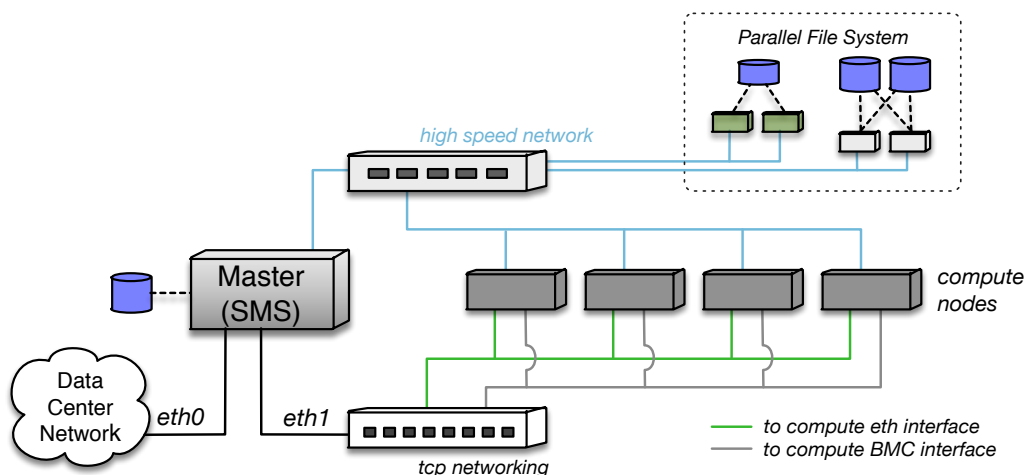 Parallel File System
high speed network
Master
(SMS)
compute
nodes
Data
Center
Network
eth0
eth1
to compute eth interface
to compute BMC interface
tcp networking